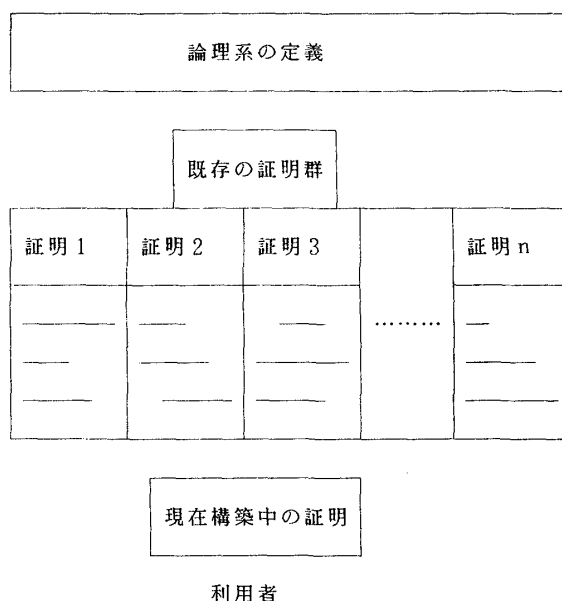 論理系の定義
既存の証明群
証明1 証明2 証明3 証明n
………
現在構築中の証明
利用者